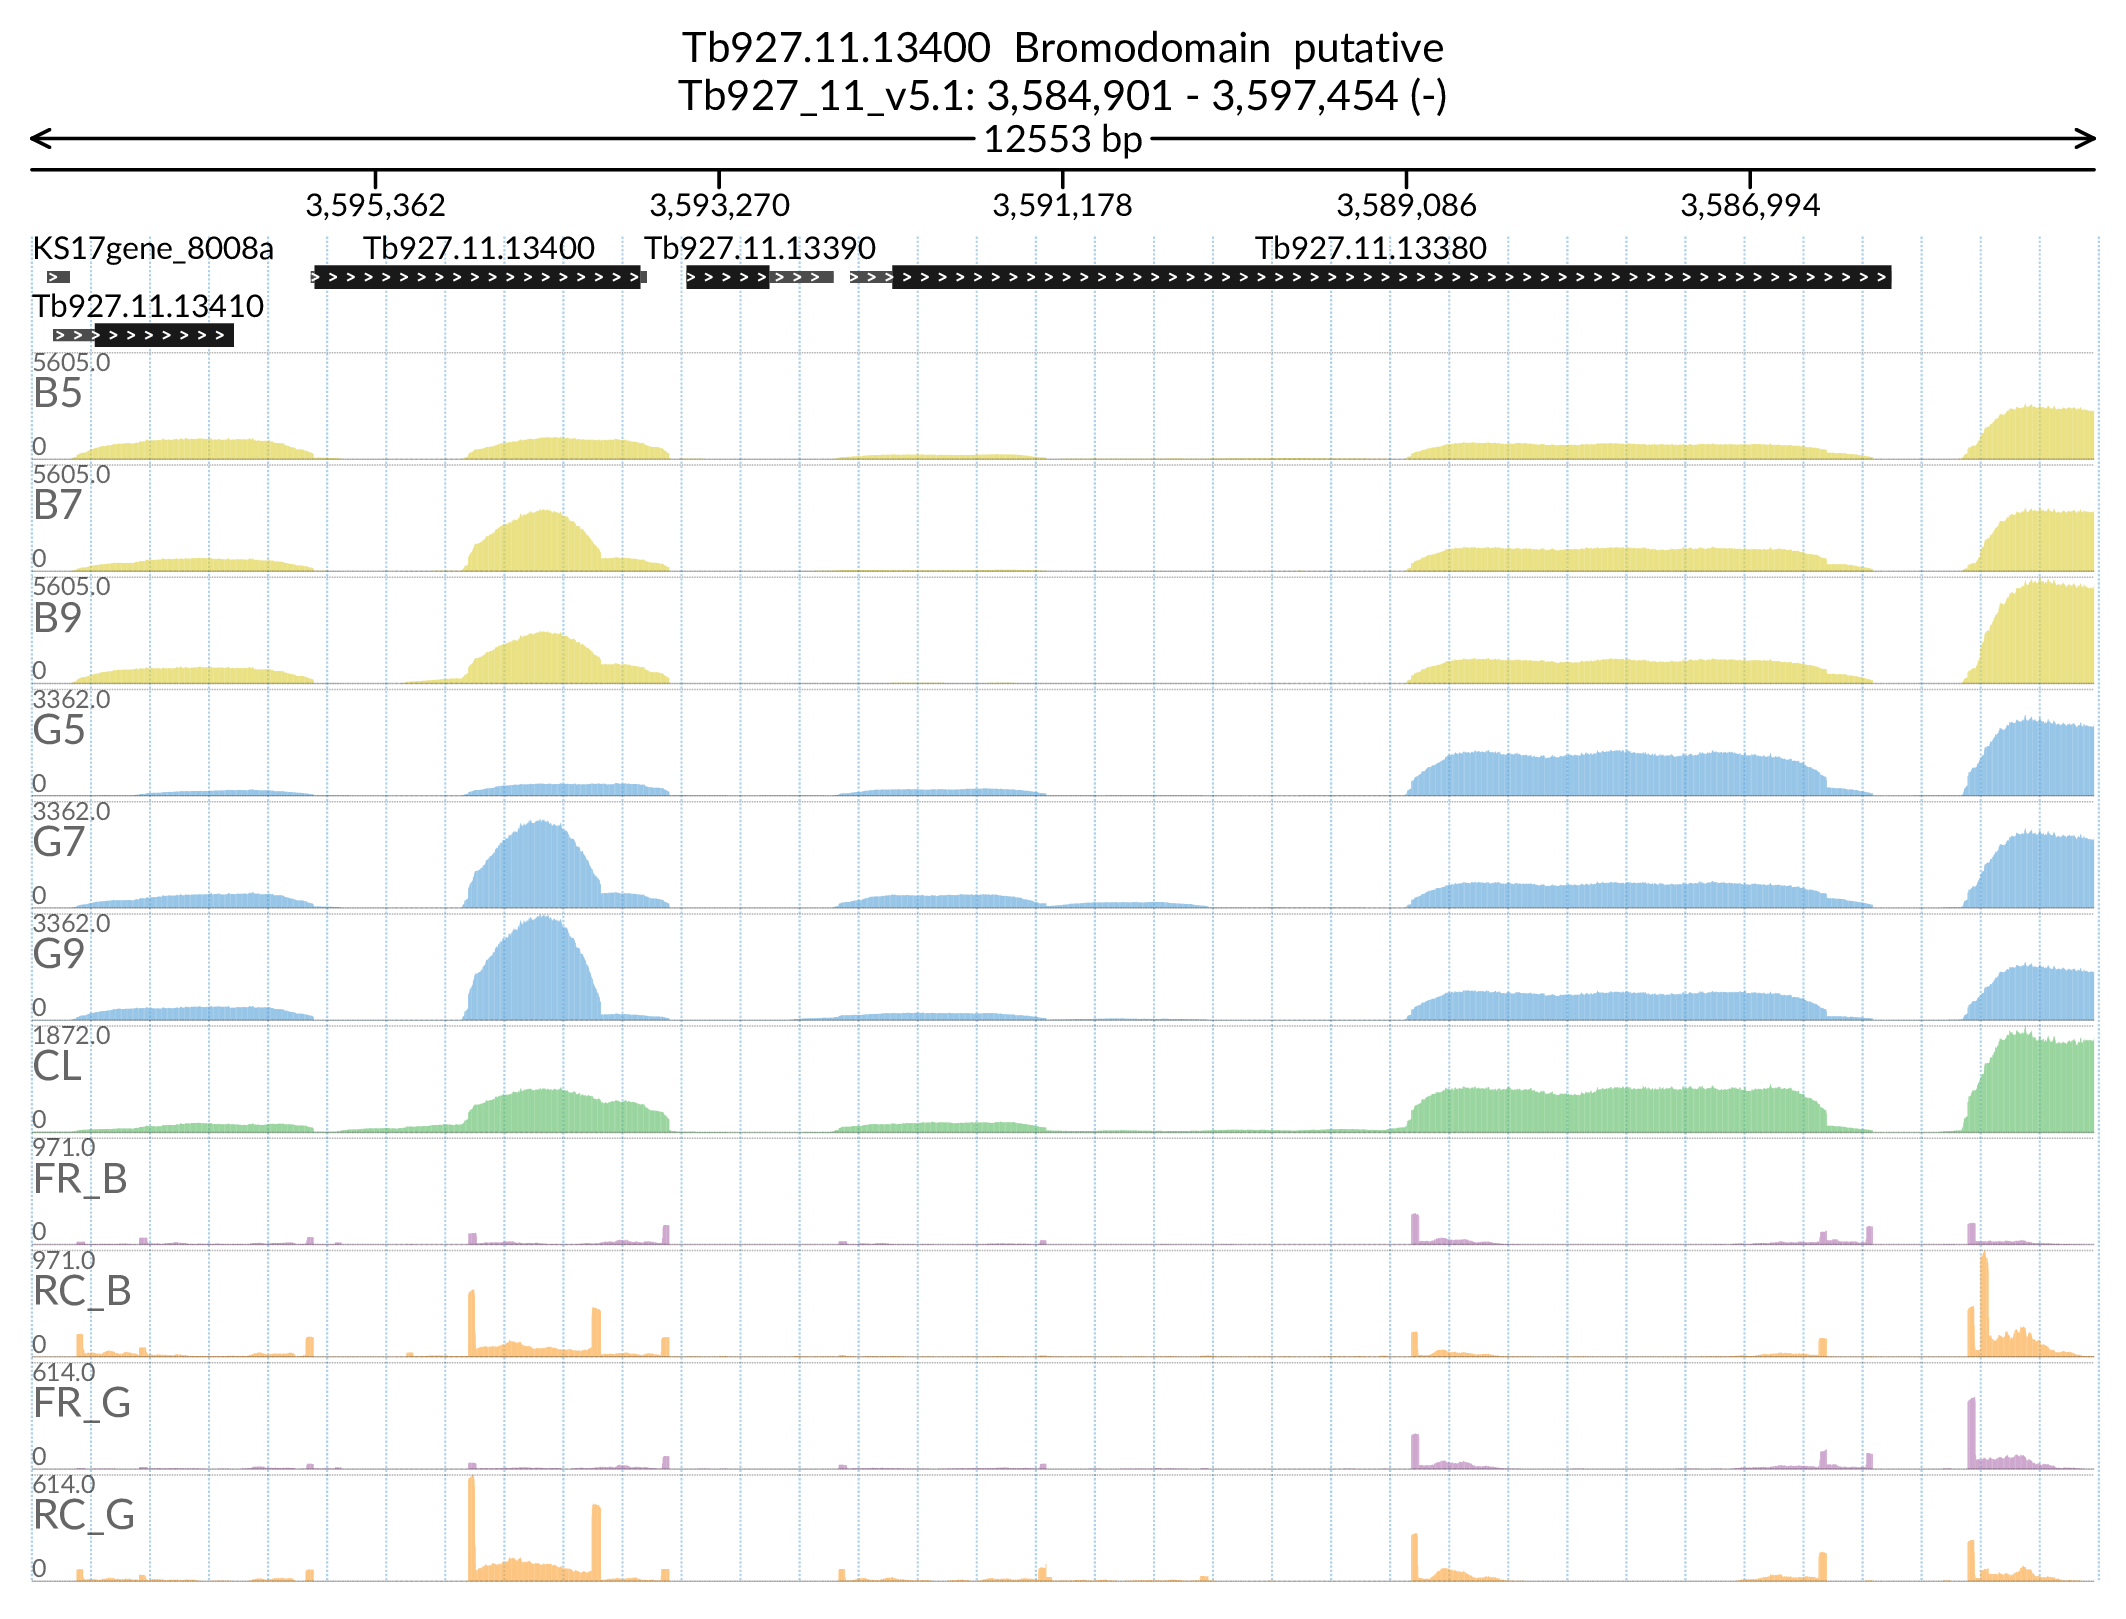 Tb927.11.13400 Bromodomain putative
Tb927_11_v5.1: 3,584,901 - 3,597,454 (-)
12553 bp
3,595,362 3,593,270 3,591,178 3,589,086 3,586,994
KS17gene_8008a Tb927.11.13400 Tb927.11.13390 Tb927.11.13380
Tb927.11.13410
5605.0
B5
0
5605.0
B7
0
5605.0
B9
0
3362.0
G5
0
3362.0
G7
0
3362.0
G9
0
1872.0
CL
0
971.0
FR_B
0
971.0
RC_B
0
614.0
FR_G
0
614.0
RC_G
0